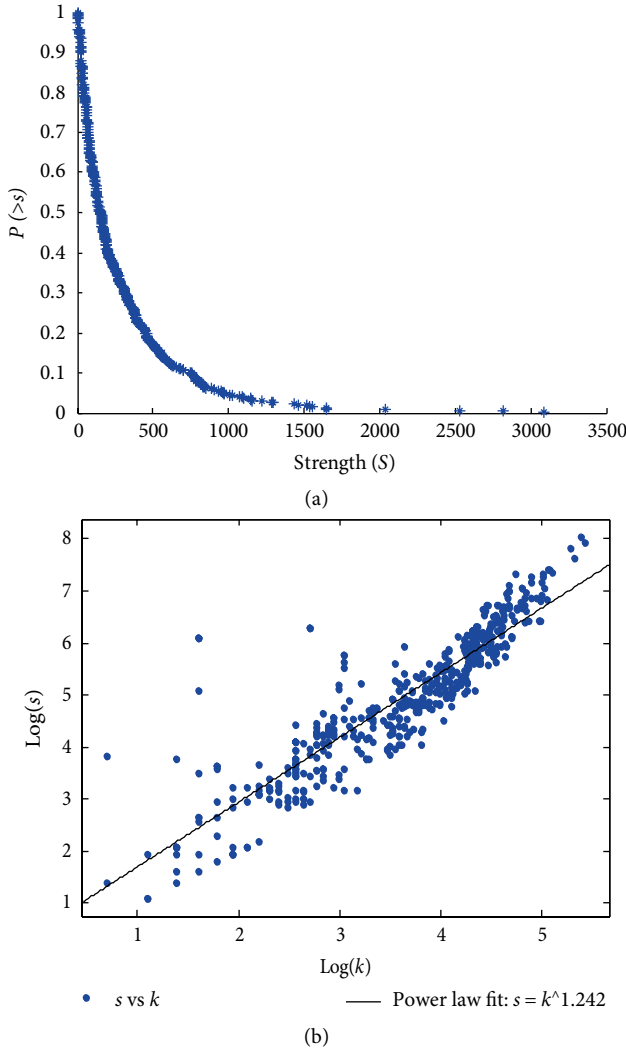 1
0.9
0.8
0.7
0.6
0.5
0.4
0.3
0.2
0.1
0
P (>s)
0 500 1000 1500 2000 2500 3000 3500
Strength (S)
(a)
8
7
6
5
4
3
2
1
Log(s)
1 2 3 4 5
Log(k)
s vs k Power law fit: s = k^1.242
(b)